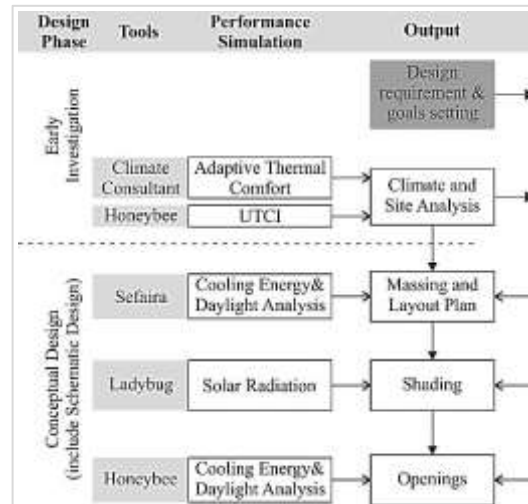 Design Phase
Tools
Performance Simulation
Output
Early Investigation
Design requirement & goals setting
Climate Consultant
Adaptive Thermal Comfort
Climate and Site Analysis
Honeybee
UTCI
Conceptual Design (include Schematic Design)
Sefaira
Cooling Energy& Daylight Analysis
Massing and Layout Plan
Ladybug
Solar Radiation
Shading
Honeybee
Cooling Energy& Daylight Analysis
Openings